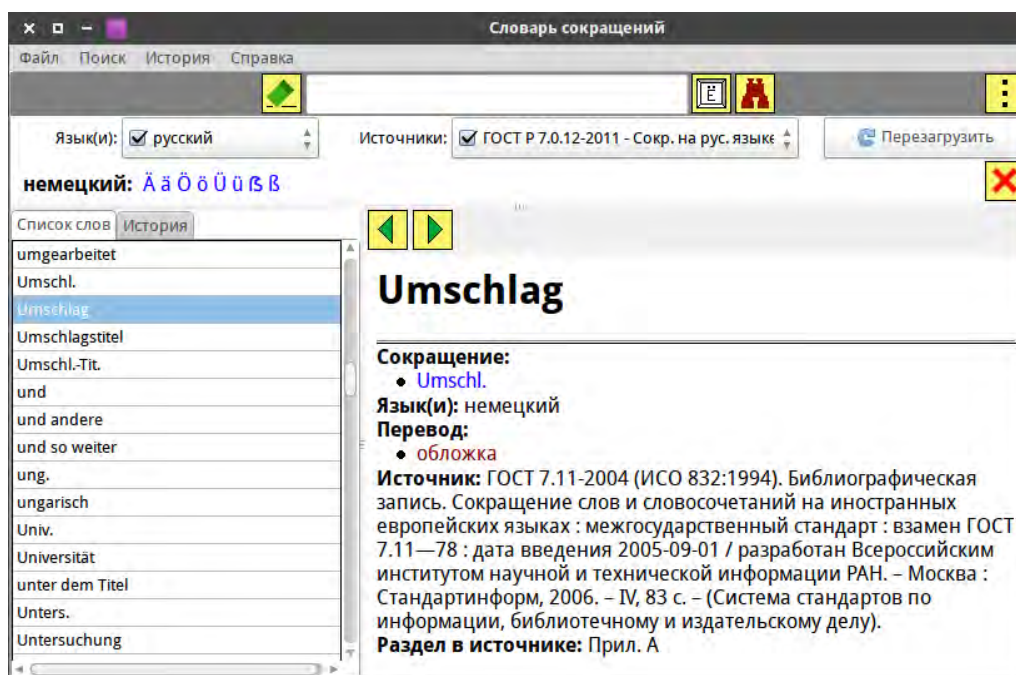 Словарь сокращений
Файл Поиск История Справка
Ё
Язык(и): русский Источники: ГОСТ Р 7.0.12-2011 - Сокр. на рус. языке Перезагрузить
немецкий: Ä ä Ö ö Ü ü ẞ ß
Список слов История
umgearbeitet
Umschl.
Umschlag
Umschlagstitel
Umschl.-Tit.
und
und andere
und so weiter
ung.
ungarisch
Univ.
Universität
unter dem Titel
Unters.
Untersuchung
Umschlag
Сокращение:
• Umschl.
Язык(и): немецкий
Перевод:
• обложка
Источник: ГОСТ 7.11-2004 (ИСО 832:1994). Библиографическая
запись. Сокращение слов и словосочетаний на иностранных
европейских языках : межгосударственный стандарт : взамен ГОСТ
7.11—78 : дата введения 2005-09-01 / разработан Всероссийским
институтом научной и технической информации РАН. – Москва :
Стандартинформ, 2006. – IV, 83 с. – (Система стандартов по
информации, библиотечному и издательскому делу).
Раздел в источнике: Прил. А